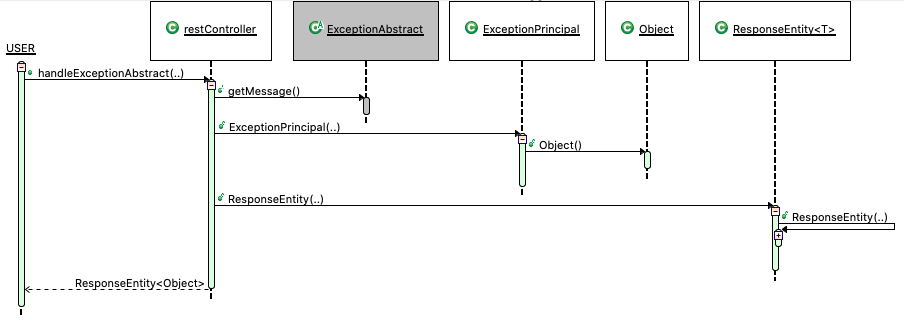 restController
ExceptionAbstract
ExceptionPrincipal
Object
ResponseEntity<T>
USER
handleExceptionAbstract(..)
getMessage()
ExceptionPrincipal(..)
Object()
ResponseEntity(..)
ResponseEntity(..)
ResponseEntity<Object>